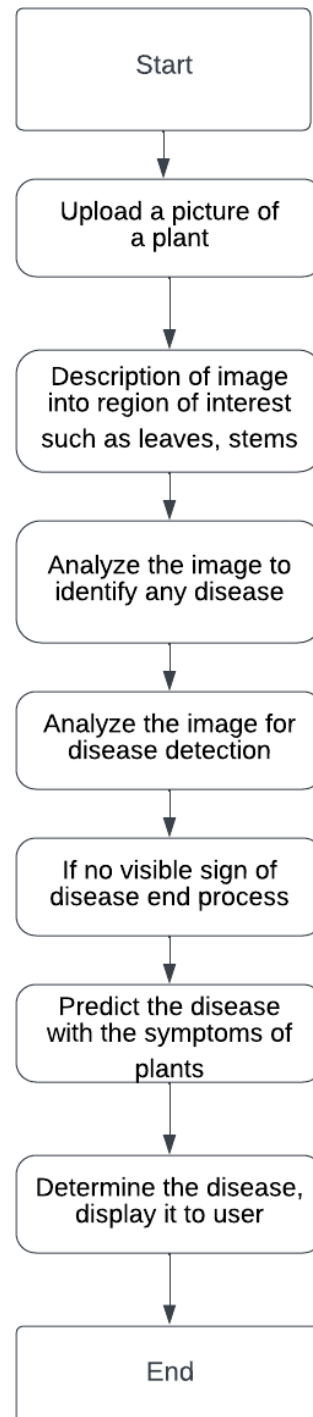 Start
Upload a picture of
a plant
Description of image
into region of interest
such as leaves, stems
Analyze the image to
identify any disease
Analyze the image for
disease detection
If no visible sign of
disease end process
Predict the disease
with the symptoms of
plants
Determine the disease,
display it to user
End